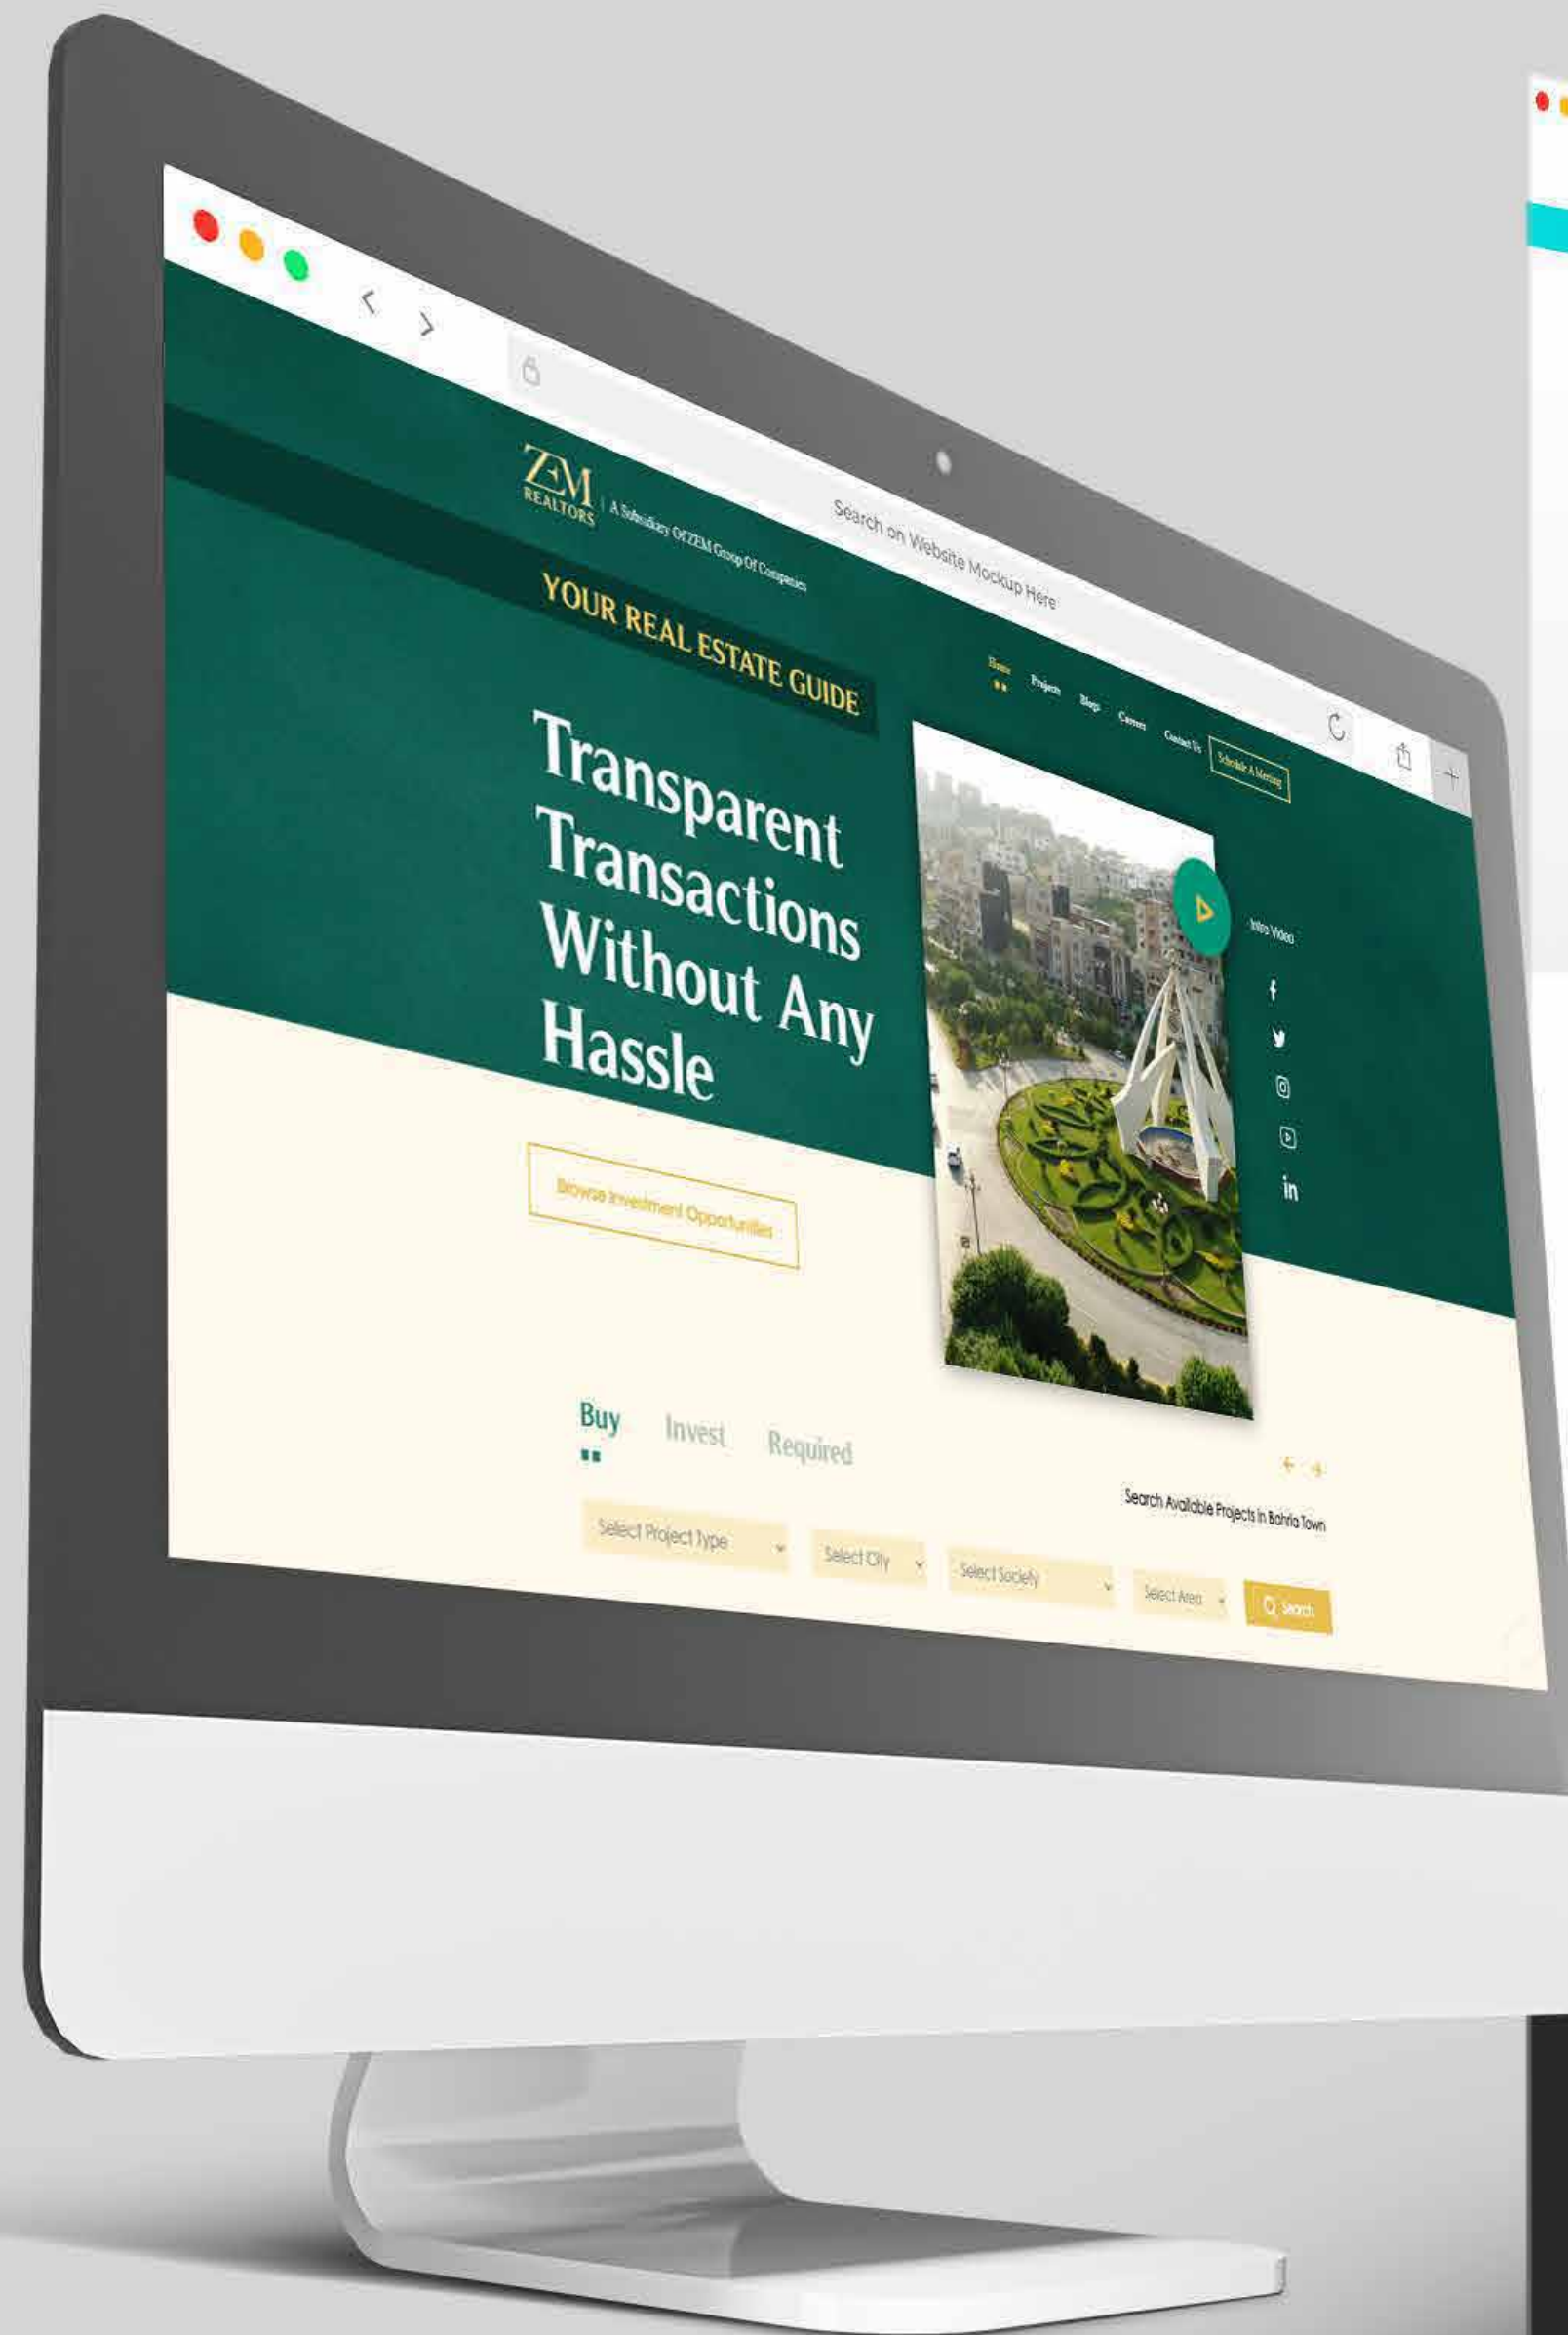 Search on Website Mockup Here
ZEM
REALTORS
A Subsidiary Of ZEM Group Of Companies
Home
Projects
Blogs
Careers
Contact Us
Schedule A Meeting
YOUR REAL ESTATE GUIDE
Transparent
Transactions
Without Any
Hassle
Intro Video
f
in
Browse Investment Opportunities
Buy
Invest
Required
Search Available Projects In Bahria Town
Select Project Type
Select City
Select Society
Select Area
Search